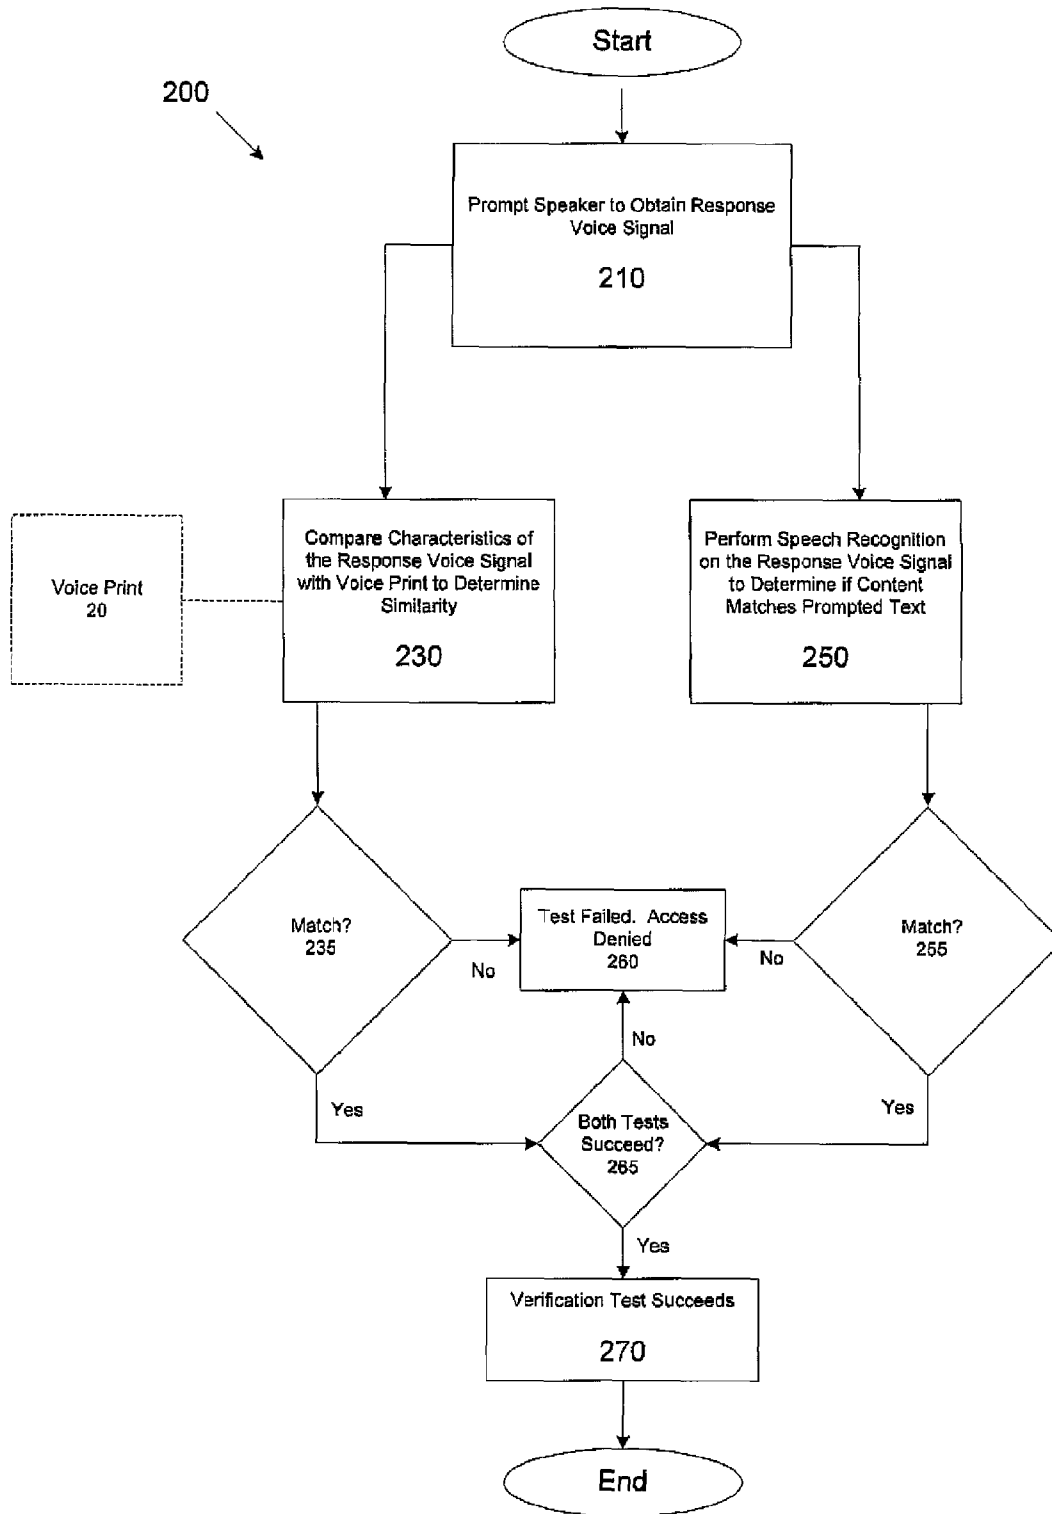 Start
200
Prompt Speaker to Obtain Response
Voice Signal
210
Voice Print
20
Compare Characteristics of
the Response Voice Signal
with Voice Print to Determine
Similarity
230
Perform Speech Recognition
on the Response Voice Signal
to Determine if Content
Matches Prompted Text
250
Match?
235
No
Test Failed. Access
Denied
260
No
Match?
255
No
Yes
Both Tests
Succeed?
265
Yes
Yes
Verification Test Succeeds
270
End